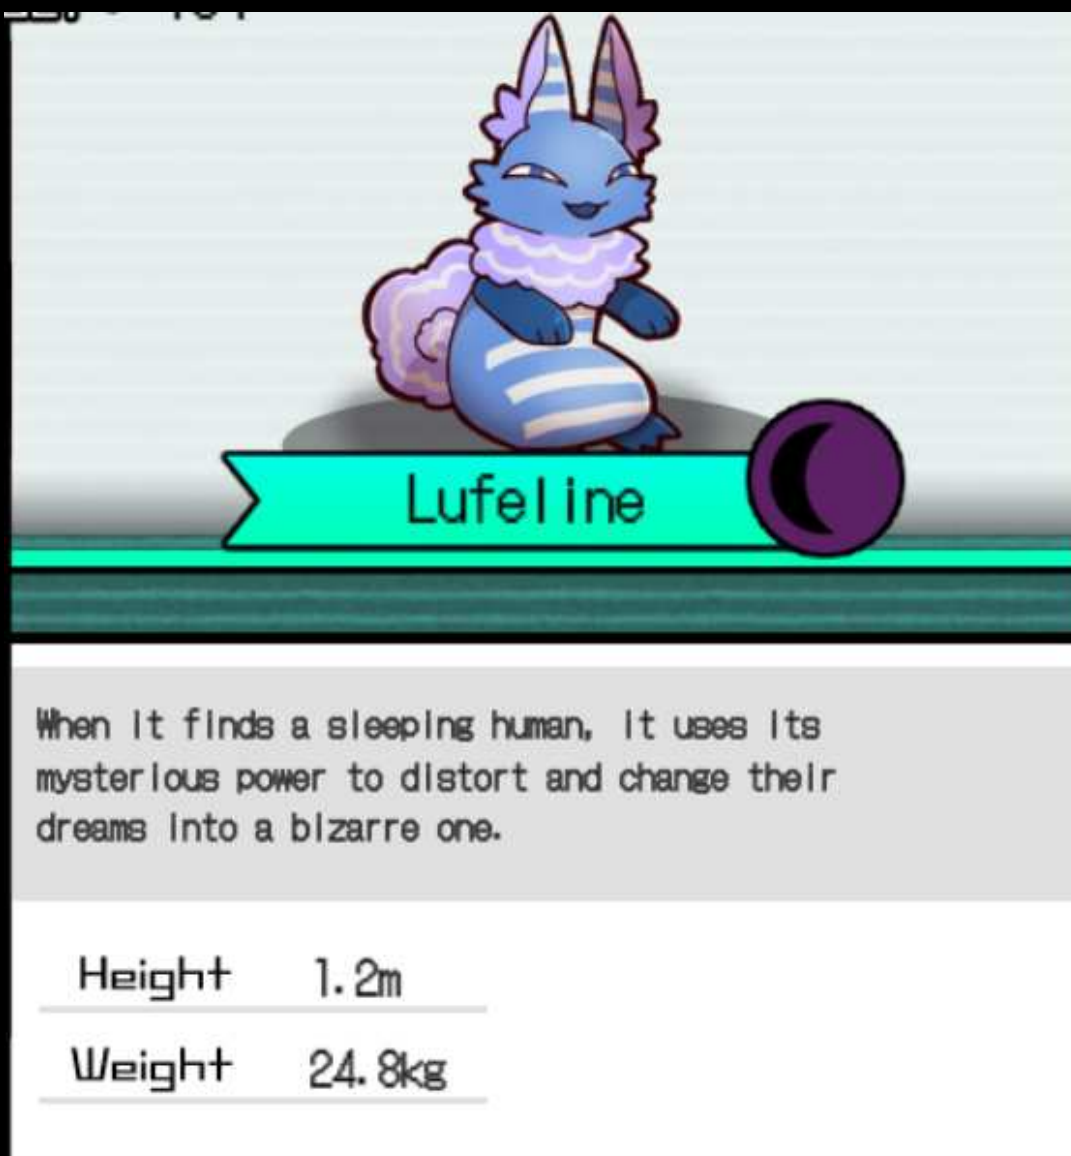 Lufeline
When it finds a sleeping human, it uses its
mysterious power to distort and change their
dreams into a bizarre one.
Height 1.2m
Weight 24.8kg